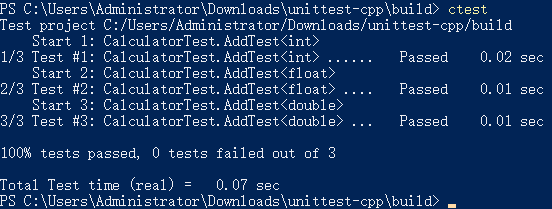 PS C:\Users\Administrator\Downloads\unittest-cpp\build> ctest
Test project C:/Users/Administrator/Downloads/unittest-cpp/build
    Start 1: CalculatorTest.AddTest<int>
1/3 Test #1: CalculatorTest.AddTest<int> ......   Passed    0.02 sec
    Start 2: CalculatorTest.AddTest<float>
2/3 Test #2: CalculatorTest.AddTest<float> ....   Passed    0.01 sec
    Start 3: CalculatorTest.AddTest<double>
3/3 Test #3: CalculatorTest.AddTest<double> ...   Passed    0.01 sec
100% tests passed, 0 tests failed out of 3
Total Test time (real) =   0.07 sec
PS C:\Users\Administrator\Downloads\unittest-cpp\build>